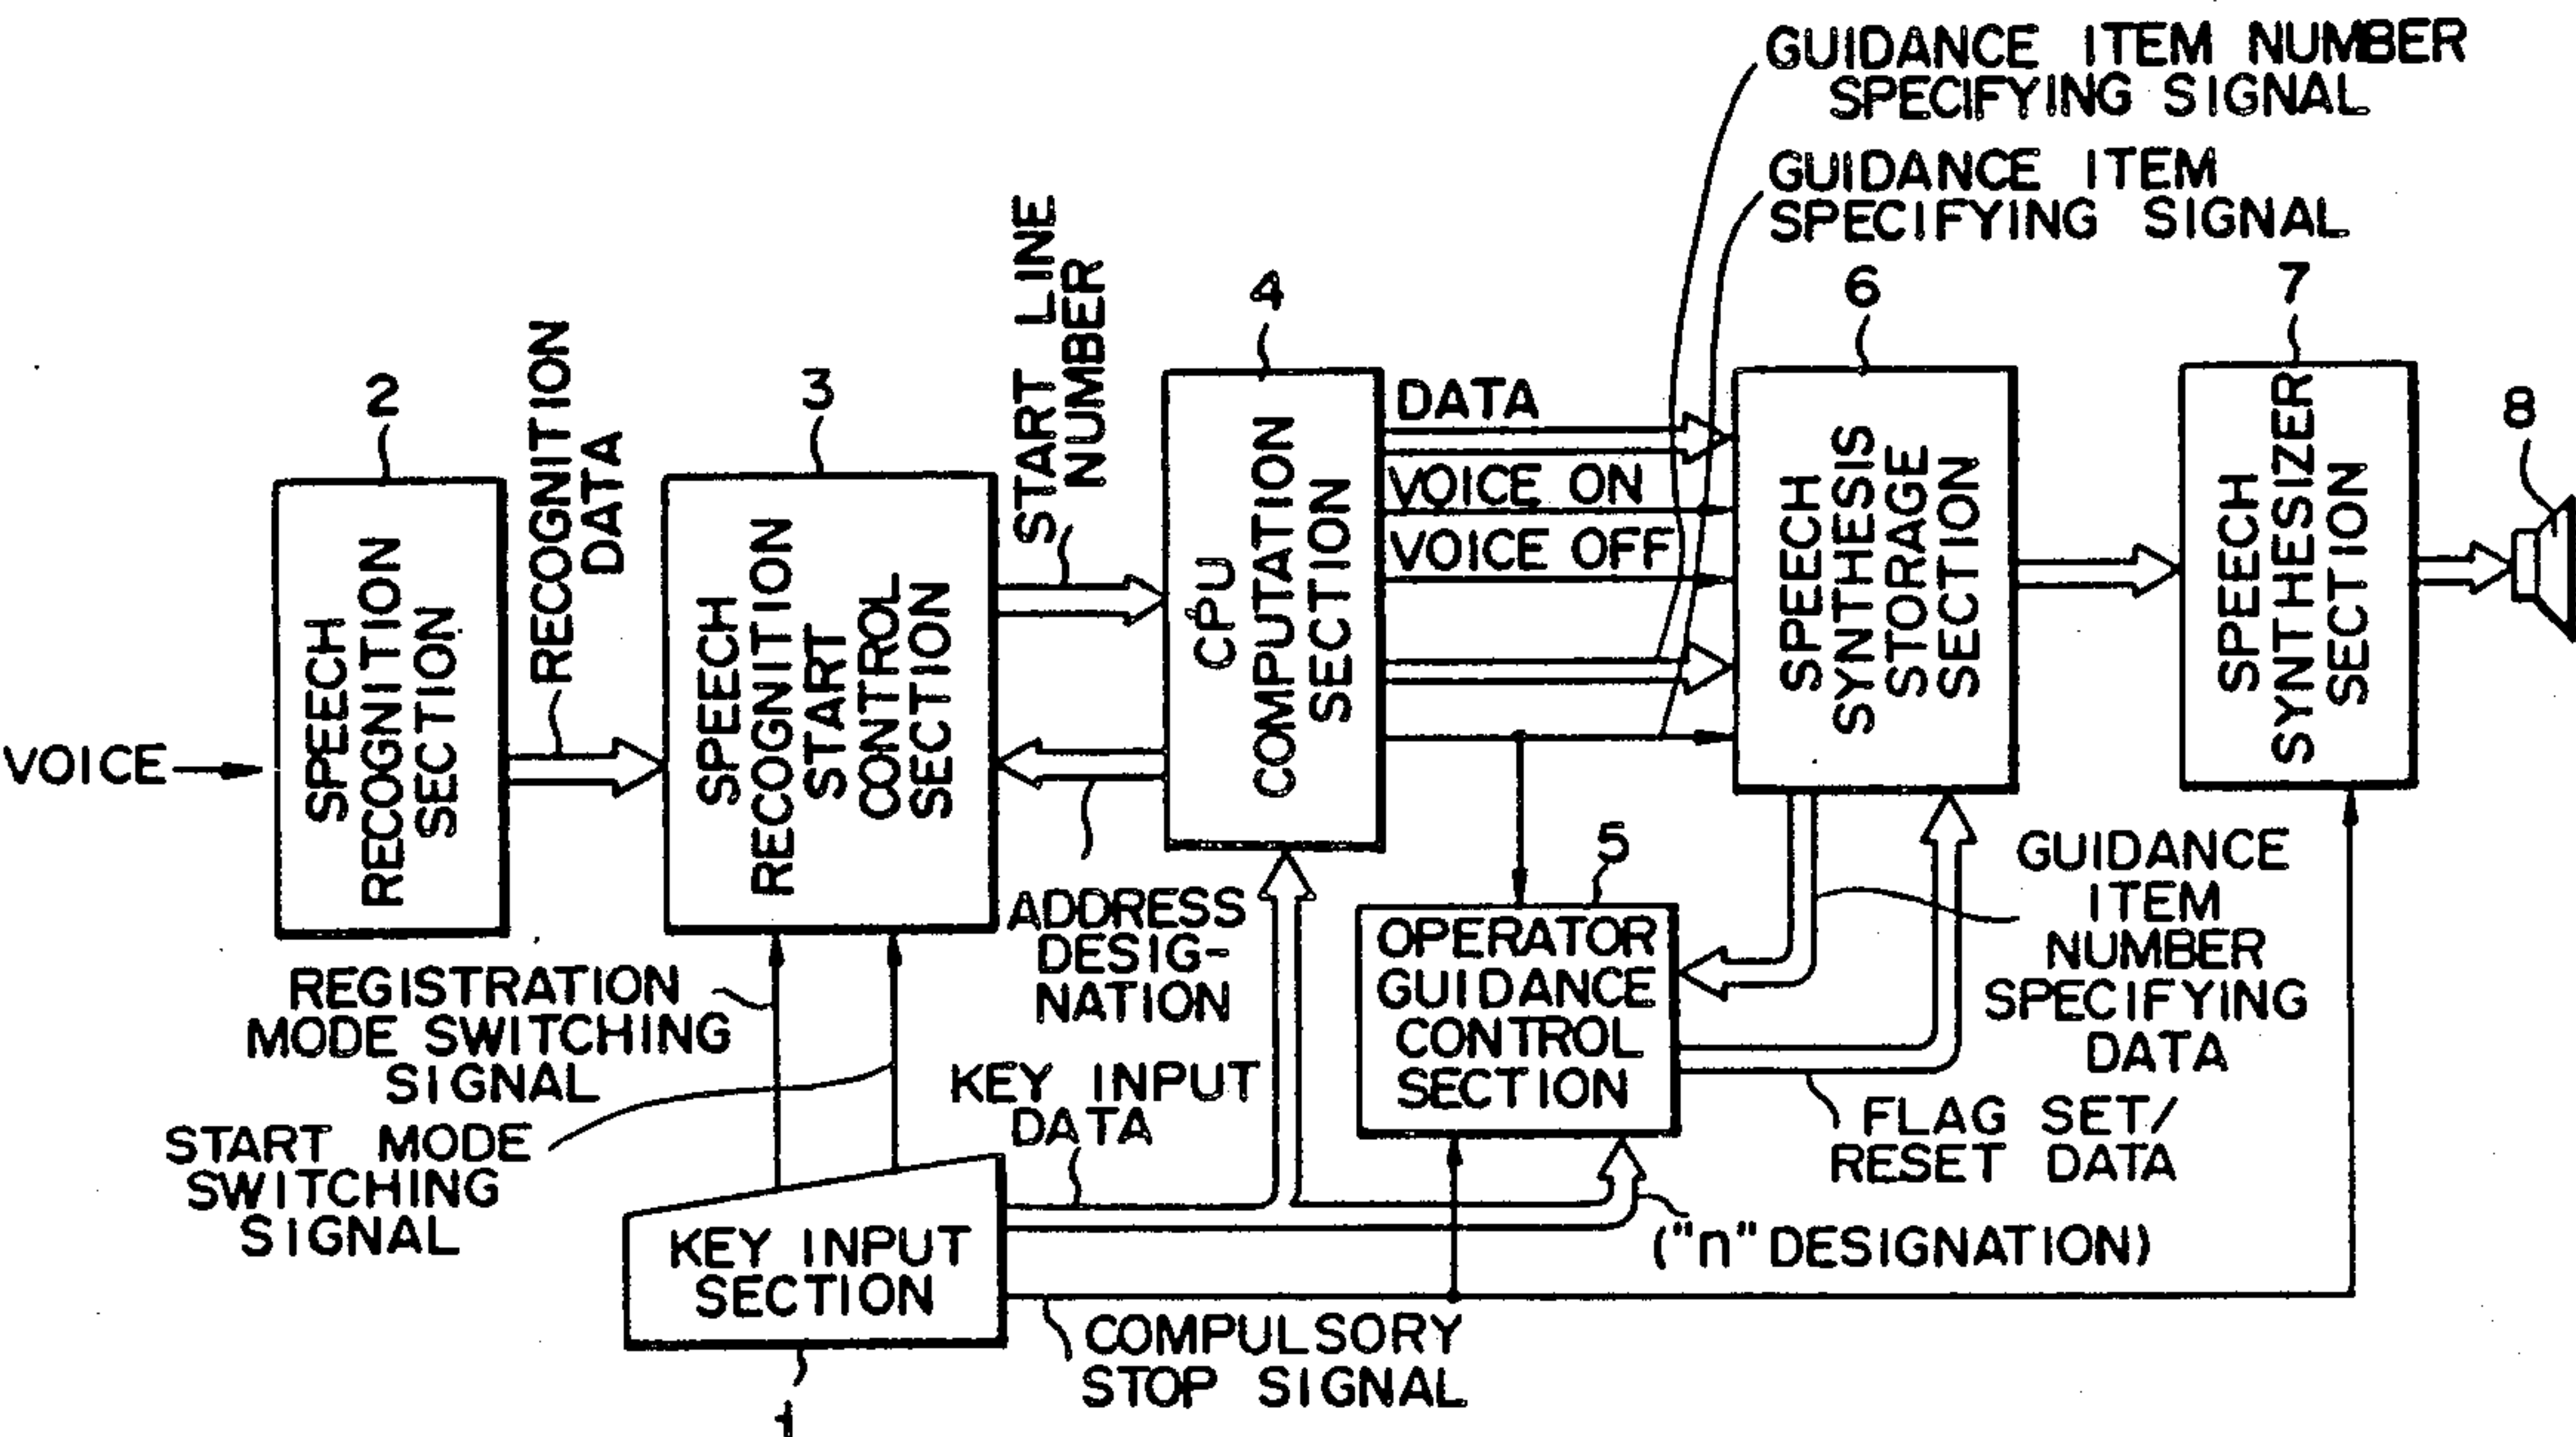 GUIDANCE ITEM NUMBER
SPECIFYING SIGNAL
GUIDANCE ITEM
SPECIFYING SIGNAL
VOICE
2
SPEECH
RECOGNITION
SECTION
RECOGNITION
DATA
3
SPEECH
RECOGNITION
START
CONTROL
SECTION
START LINE
NUMBER
4
CPU
COMPUTATION
SECTION
DATA
VOICE ON
VOICE OFF
6
SPEECH
SYNTHESIS
STORAGE
SECTION
7
SPEECH
SYNTHESIZER
SECTION
8
ADDRESS
DESIG-
NATION
5
OPERATOR
GUIDANCE
CONTROL
SECTION
GUIDANCE
ITEM
NUMBER
SPECIFYING
DATA
REGISTRATION
MODE SWITCHING
SIGNAL
START MODE
SWITCHING
SIGNAL
KEY INPUT
DATA
FLAG SET/
RESET DATA
KEY INPUT
SECTION
("n" DESIGNATION)
COMPULSORY
STOP SIGNAL
1